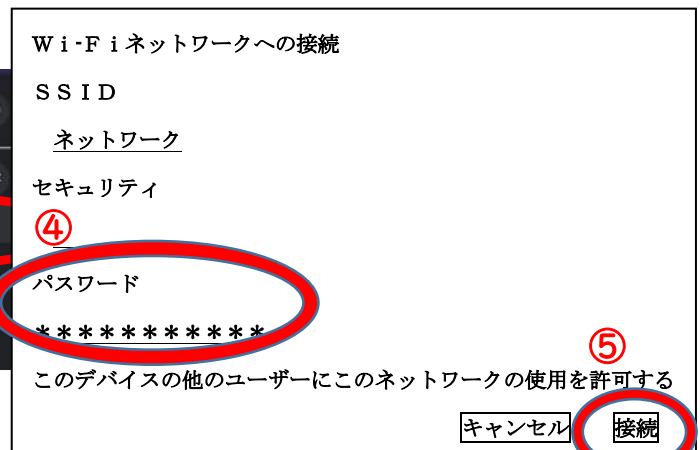 Ｗｉ-Ｆｉネットワークへの接続
ＳＳＩＤ
ネットワーク
セキュリティ
④
パスワード
＊＊＊＊＊＊＊＊＊＊＊
⑤
このデバイスの他のユーザーにこのネットワークの使用を許可する
キャンセル 接続